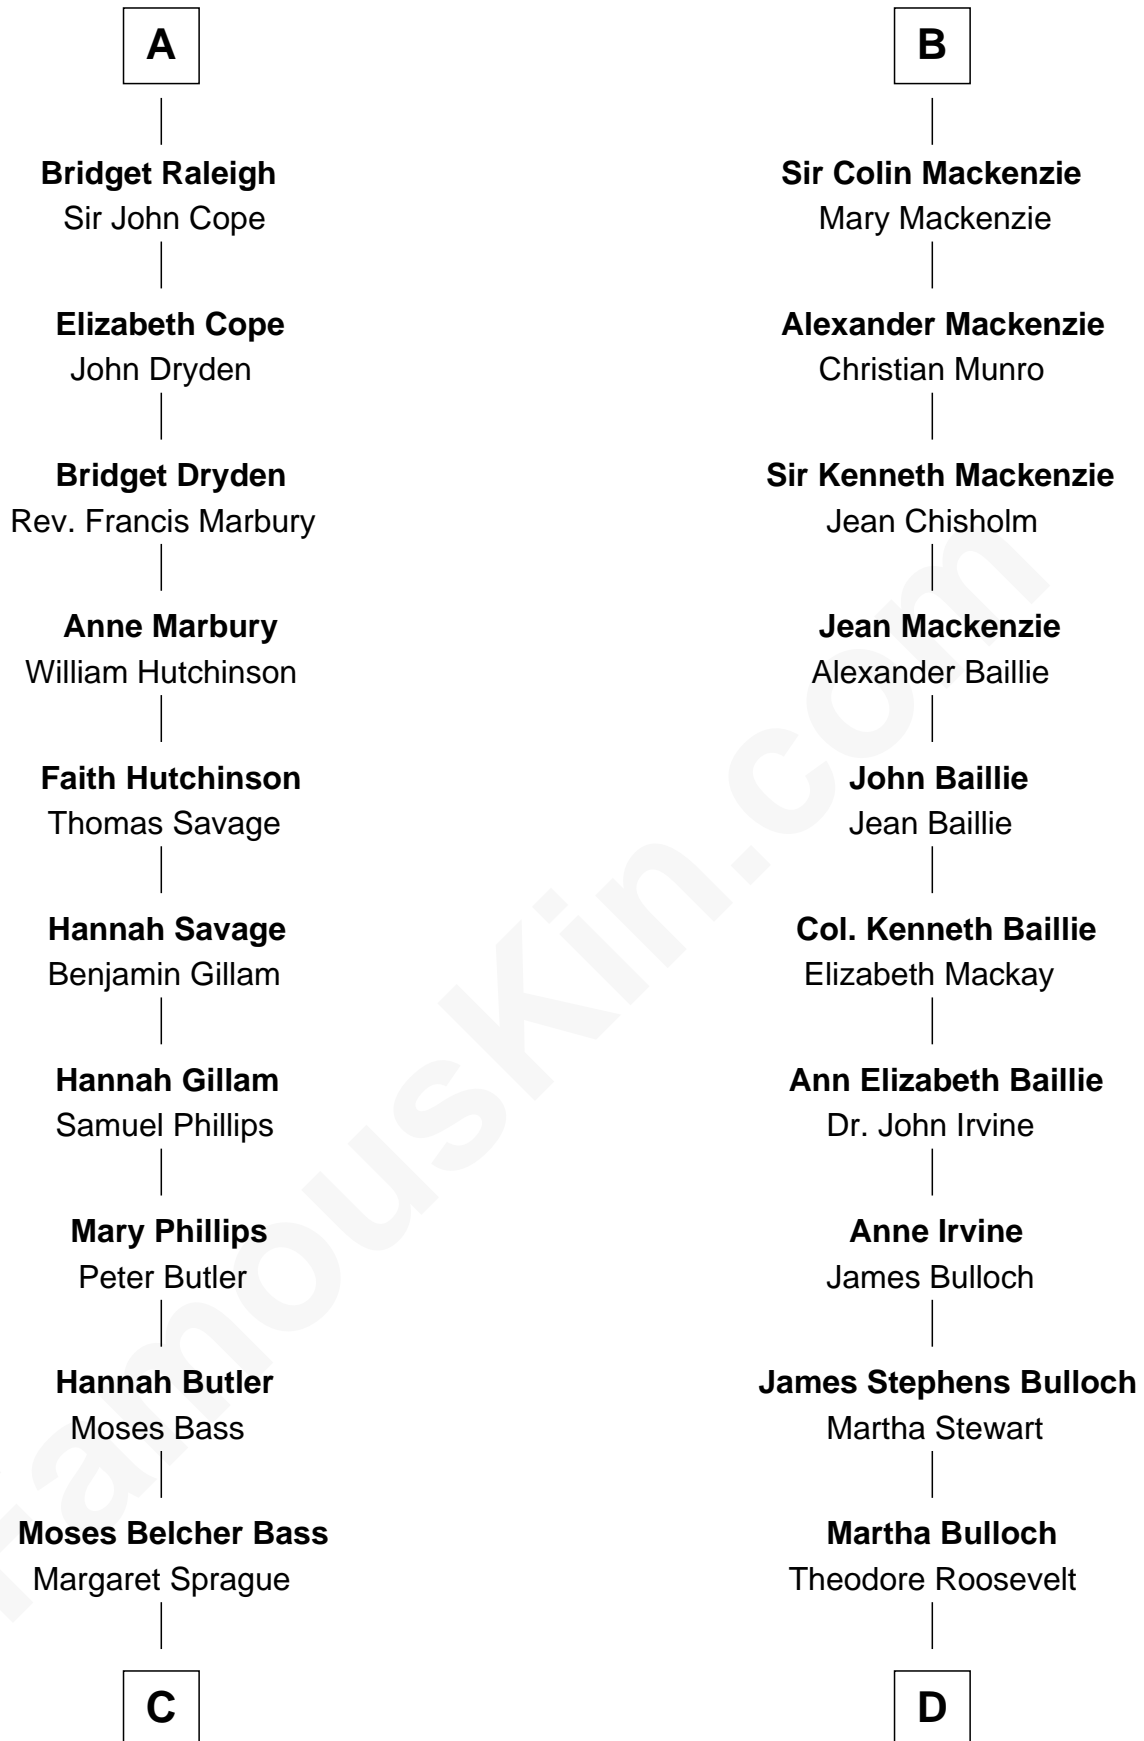 A
Bridget Raleigh
Sir John Cope
Elizabeth Cope
John Dryden
Bridget Dryden
Rev. Francis Marbury
Anne Marbury
William Hutchinson
Faith Hutchinson
Thomas Savage
Hannah Savage
Benjamin Gillam
Hannah Gillam
Samuel Phillips
Mary Phillips
Peter Butler
Hannah Butler
Moses Bass
Moses Belcher Bass
Margaret Sprague
C
B
Sir Colin Mackenzie
Mary Mackenzie
Alexander Mackenzie
Christian Munro
Sir Kenneth Mackenzie
Jean Chisholm
Jean Mackenzie
Alexander Baillie
John Baillie
Jean Baillie
Col. Kenneth Baillie
Elizabeth Mackay
Ann Elizabeth Baillie
Dr. John Irvine
Anne Irvine
James Bulloch
James Stephens Bulloch
Martha Stewart
Martha Bulloch
Theodore Roosevelt
D
FamousKin.com